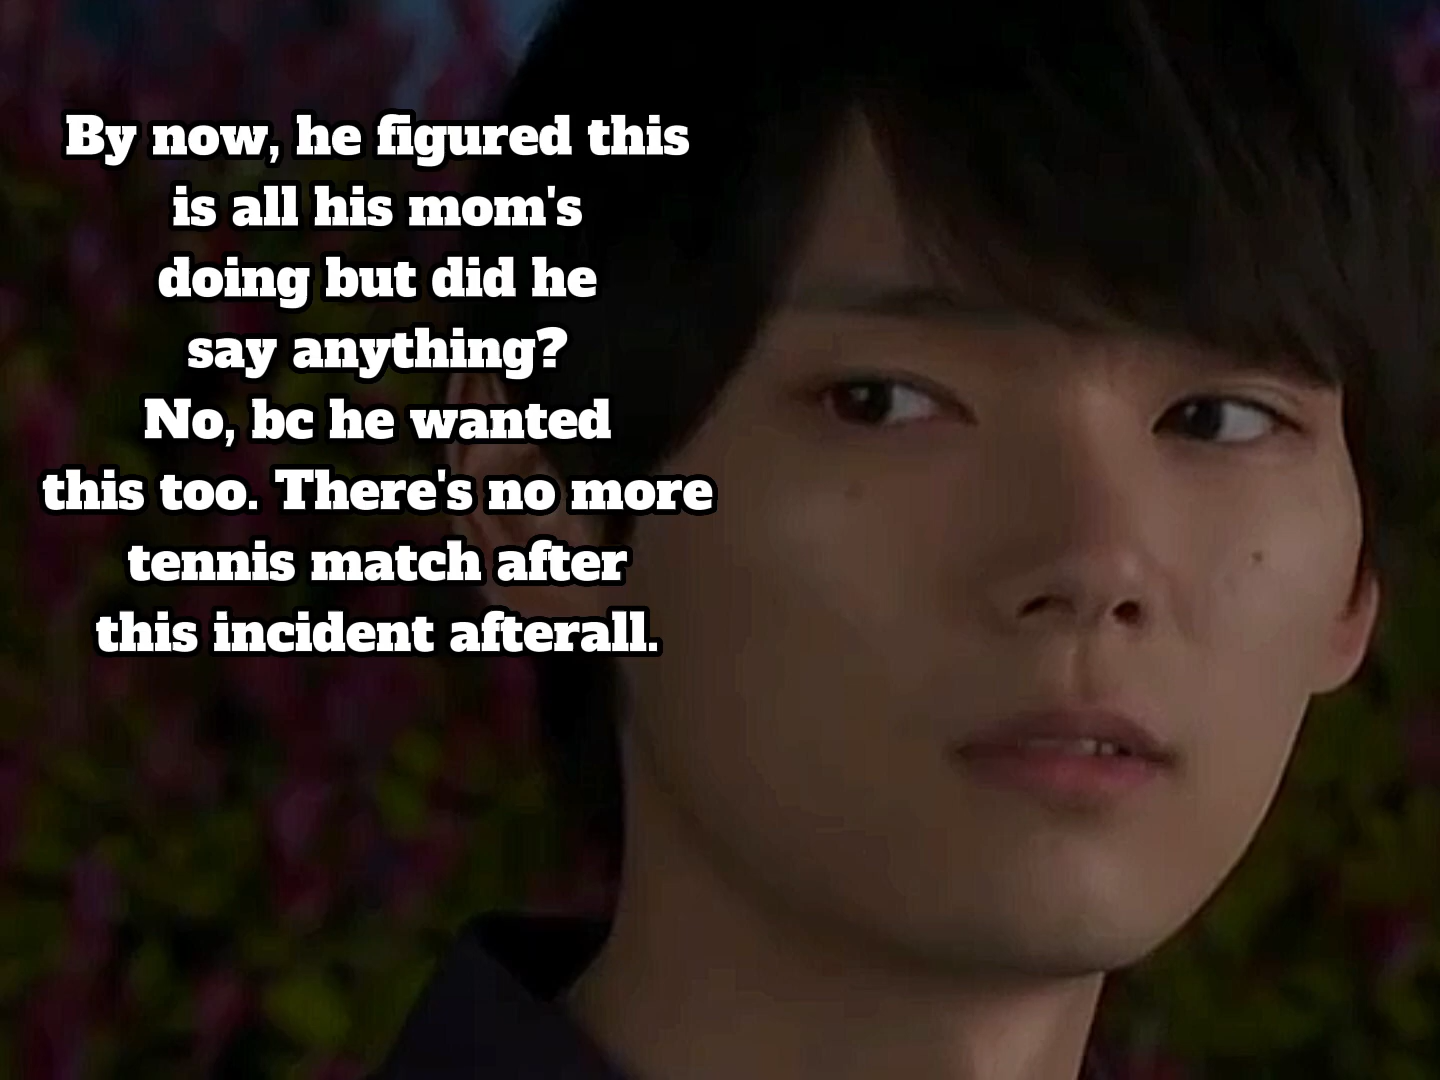 By now, he figured this
is all his mom's
doing but did he
say anything?
No, bc he wanted
this too. There's no more
tennis match after
this incident afterall.